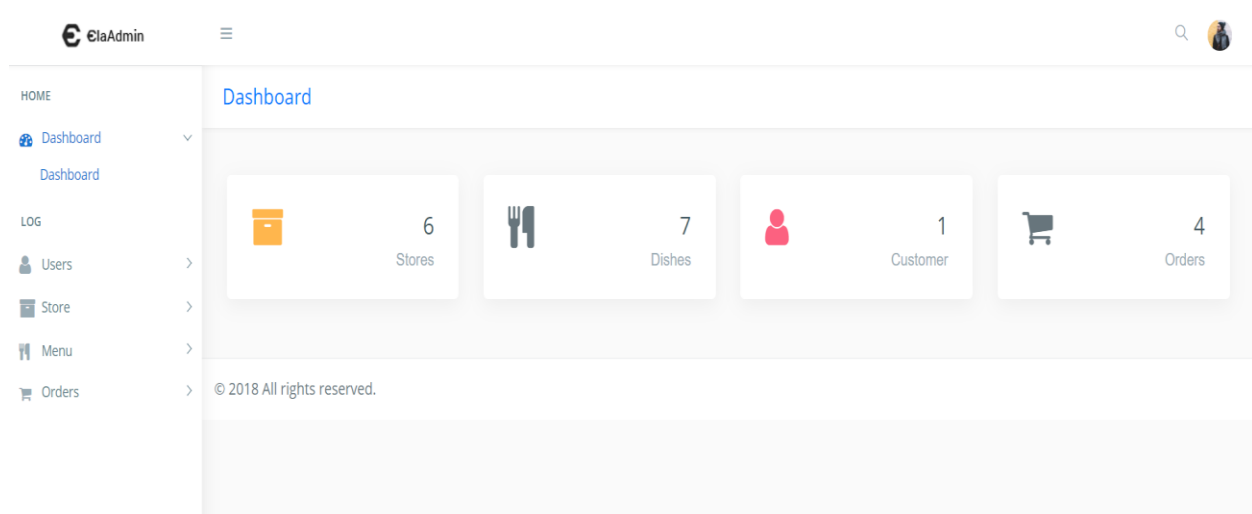 ЄlaAdmin
HOME
Dashboard
Dashboard
LOG
Users
Store
Menu
Orders
Dashboard
6
Stores
7
Dishes
1
Customer
4
Orders
© 2018 All rights reserved.